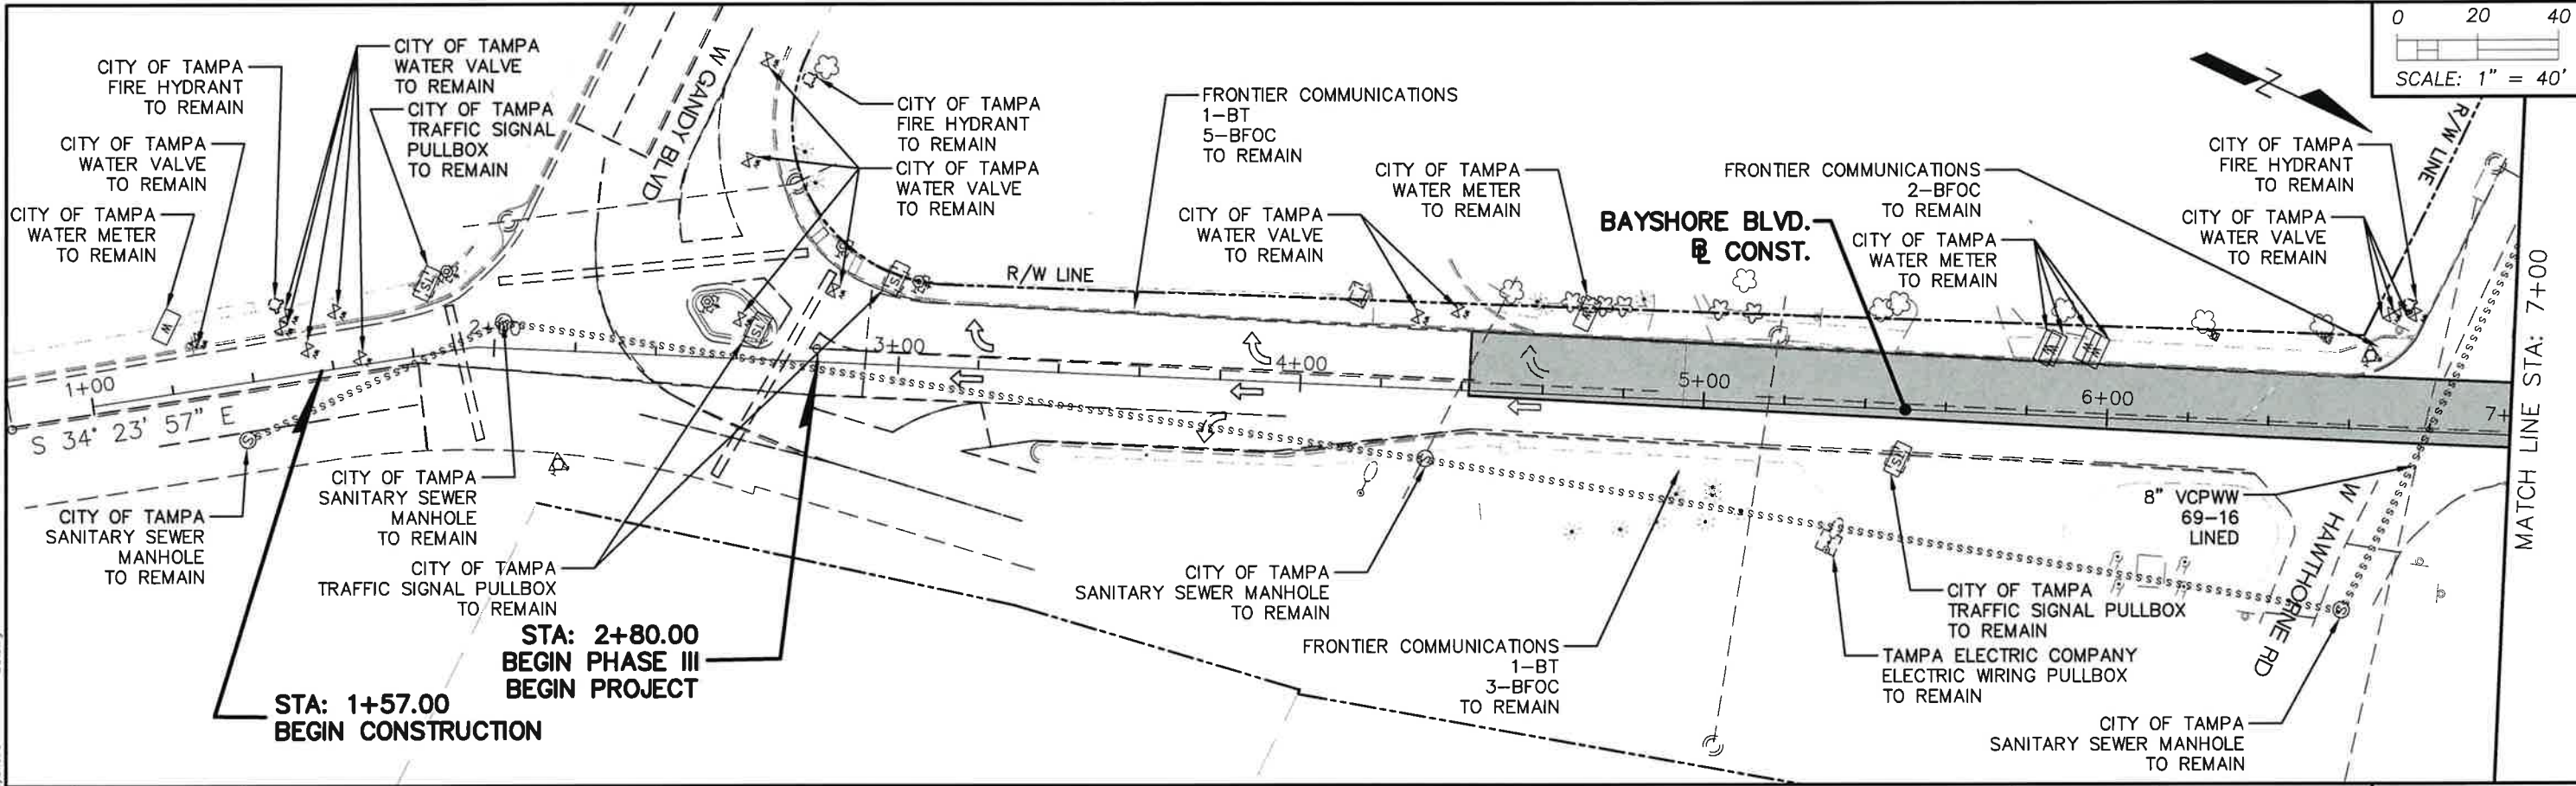 0 20 40
SCALE: 1" = 40'
CITY OF TAMPA
FIRE HYDRANT
TO REMAIN
CITY OF TAMPA
WATER VALVE
TO REMAIN
CITY OF TAMPA
WATER METER
TO REMAIN
CITY OF TAMPA
WATER VALVE
TO REMAIN
CITY OF TAMPA
TRAFFIC SIGNAL
PULLBOX
TO REMAIN
W GANDY BLVD
CITY OF TAMPA
FIRE HYDRANT
TO REMAIN
CITY OF TAMPA
WATER VALVE
TO REMAIN
FRONTIER COMMUNICATIONS
1-BT
5-BFOC
TO REMAIN
R/W LINE
CITY OF TAMPA
WATER VALVE
TO REMAIN
CITY OF TAMPA
WATER METER
TO REMAIN
BAYSHORE BLVD.
BL CONST.
FRONTIER COMMUNICATIONS
2-BFOC
TO REMAIN
CITY OF TAMPA
WATER METER
TO REMAIN
CITY OF TAMPA
FIRE HYDRANT
TO REMAIN
CITY OF TAMPA
WATER VALVE
TO REMAIN
R/W LINE
MATCH LINE STA: 7+00
1+00
3+00
4+00
5+00
6+00
7+
S 34° 23' 57" E
CITY OF TAMPA
SANITARY SEWER
MANHOLE
TO REMAIN
CITY OF TAMPA
SANITARY SEWER
MANHOLE
TO REMAIN
CITY OF TAMPA
TRAFFIC SIGNAL PULLBOX
TO REMAIN
STA: 2+80.00
BEGIN PHASE III
BEGIN PROJECT
STA: 1+57.00
BEGIN CONSTRUCTION
CITY OF TAMPA
SANITARY SEWER MANHOLE
TO REMAIN
FRONTIER COMMUNICATIONS
1-BT
3-BFOC
TO REMAIN
CITY OF TAMPA
TRAFFIC SIGNAL PULLBOX
TO REMAIN
TAMPA ELECTRIC COMPANY
ELECTRIC WIRING PULLBOX
TO REMAIN
8" VCPWW
69-16
LINED
W HAWTHORNE RD
CITY OF TAMPA
SANITARY SEWER MANHOLE
TO REMAIN